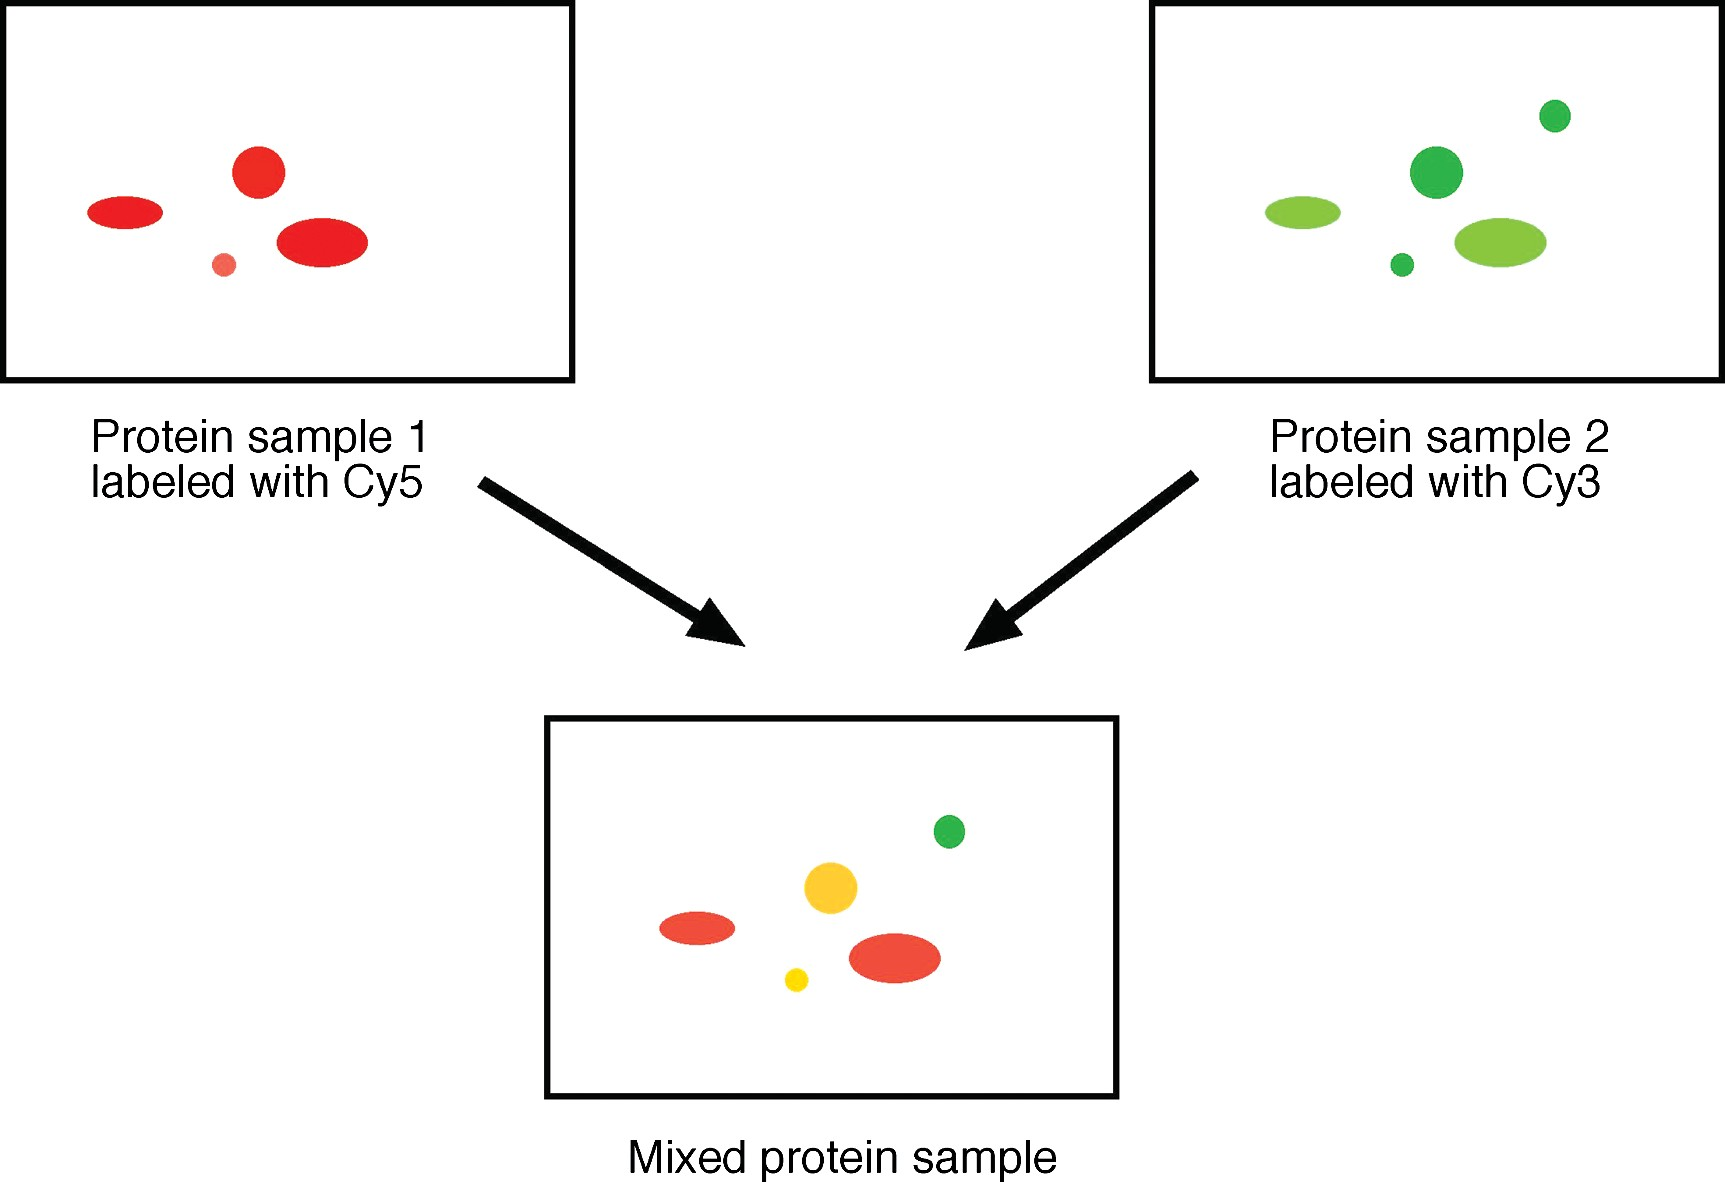 Protein sample 1
labeled with Cy5
Protein sample 2
labeled with Cy3
Mixed protein sample